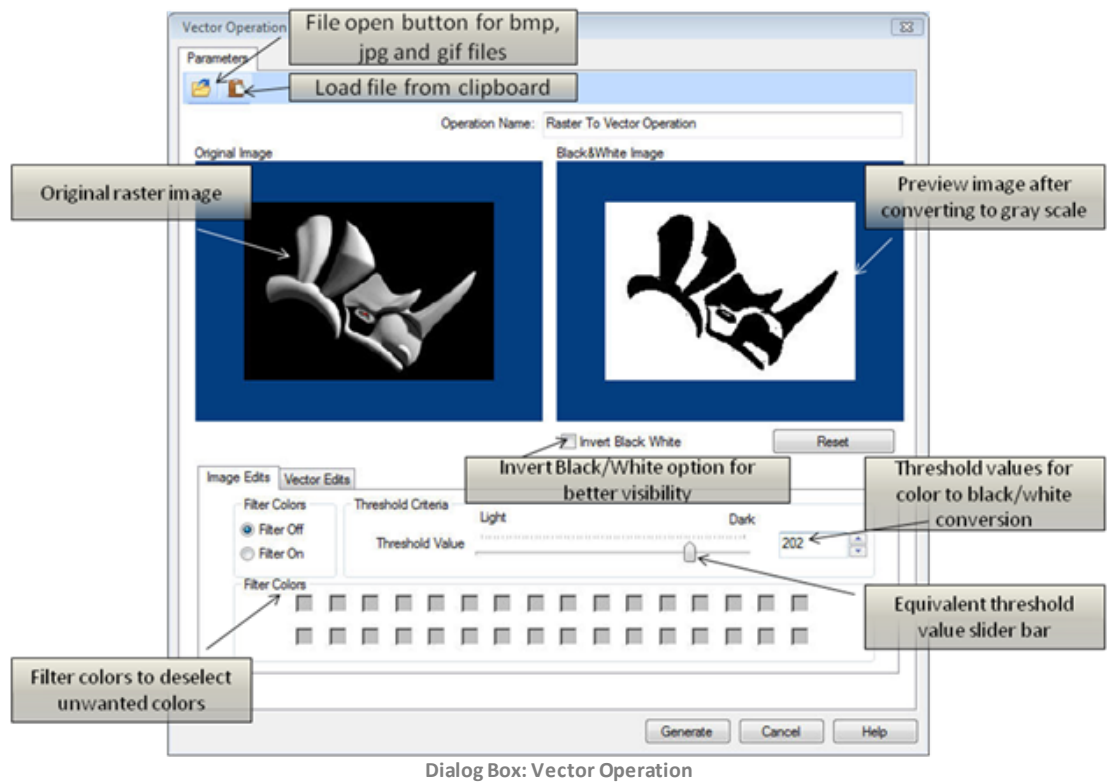 Vector Operation
File open button for bmp,
jpg and gif files
Parameters
Load file from clipboard
Operation Name: Raster To Vector Operation
Original Image
Black&White Image
Original raster image
Preview image after
converting to gray scale
Invert Black White
Reset
Invert Black/White option for
better visibility
Threshold values for
color to black/white
conversion
Image Edits
Vector Edits
Filter Colors
Filter Off
Filter On
Threshold Criteria
Light
Dark
Threshold Value
202
Filter Colors
Equivalent threshold
value slider bar
Filter colors to deselect
unwanted colors
Generate
Cancel
Help
Dialog Box: Vector Operation